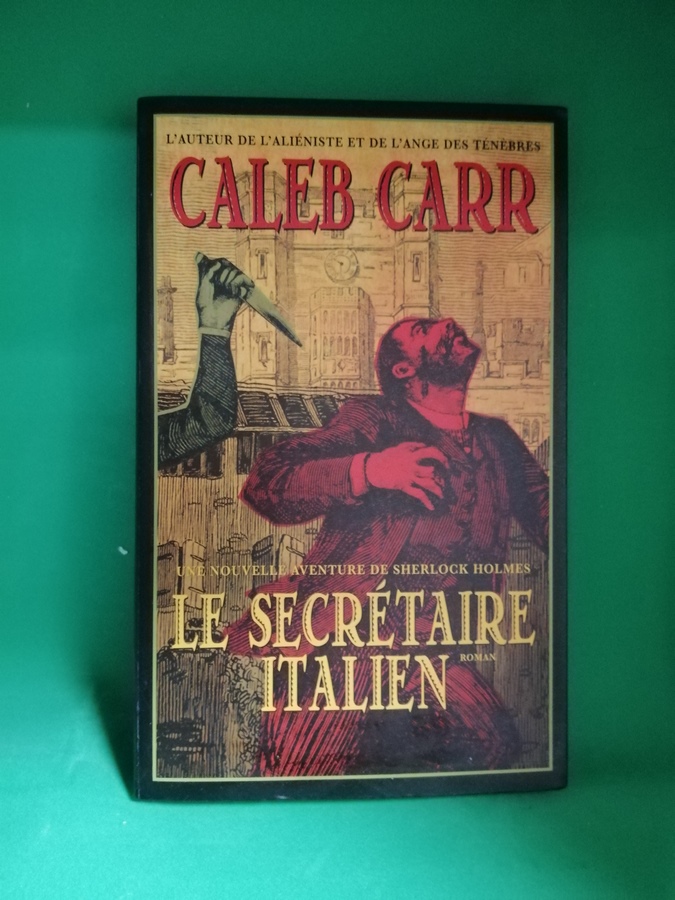 L'AUTEUR DE L'ALIÉNISTE ET DE L'ANGE DES TÉNÈBRES
CALEB CARR
UNE NOUVELLE AVENTURE DE SHERLOCK HOLMES
LE SECRÉTAIRE
ITALIEN
ROMAN